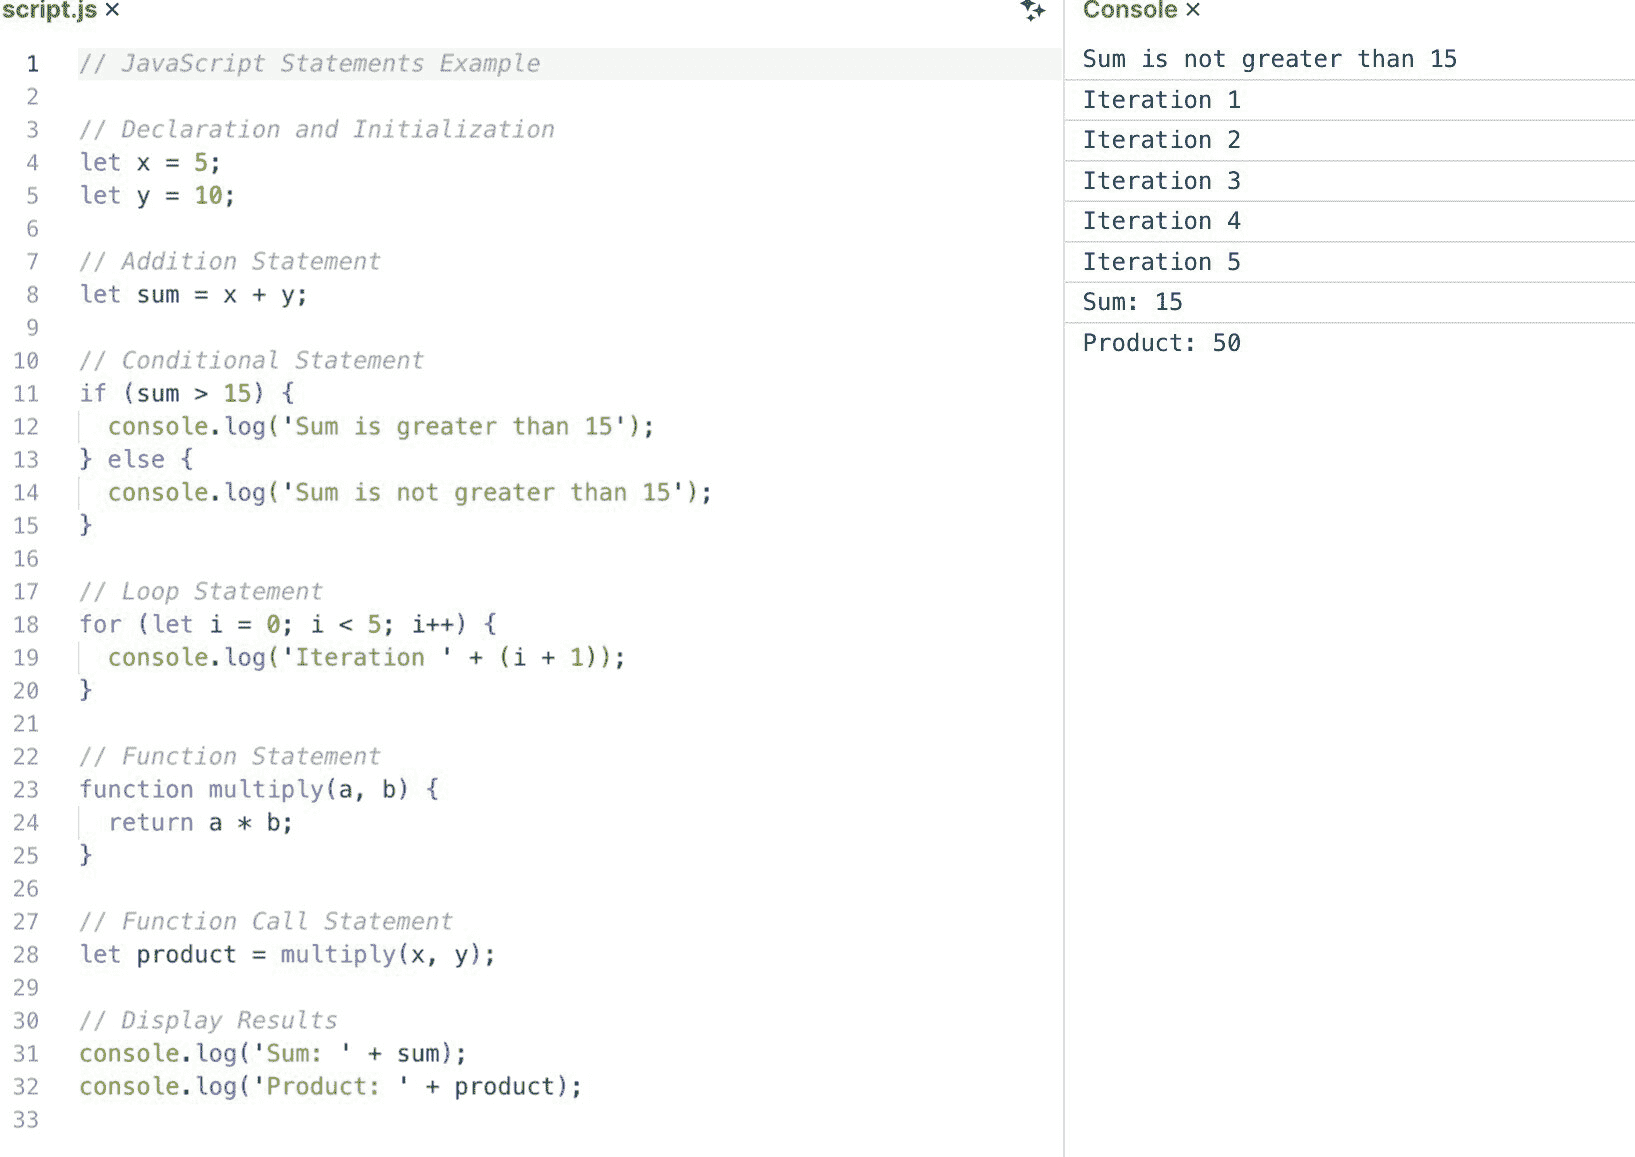 script.js ×
1 // JavaScript Statements Example
2
3 // Declaration and Initialization
4 let x = 5;
5 let y = 10;
6
7 // Addition Statement
8 let sum = x + y;
9
10 // Conditional Statement
11 if (sum > 15) {
12   console.log('Sum is greater than 15');
13 } else {
14   console.log('Sum is not greater than 15');
15 }
16
17 // Loop Statement
18 for (let i = 0; i < 5; i++) {
19   console.log('Iteration ' + (i + 1));
20 }
21
22 // Function Statement
23 function multiply(a, b) {
24   return a * b;
25 }
26
27 // Function Call Statement
28 let product = multiply(x, y);
29
30 // Display Results
31 console.log('Sum: ' + sum);
32 console.log('Product: ' + product);
33
Console ×
Sum is not greater than 15
Iteration 1
Iteration 2
Iteration 3
Iteration 4
Iteration 5
Sum: 15
Product: 50